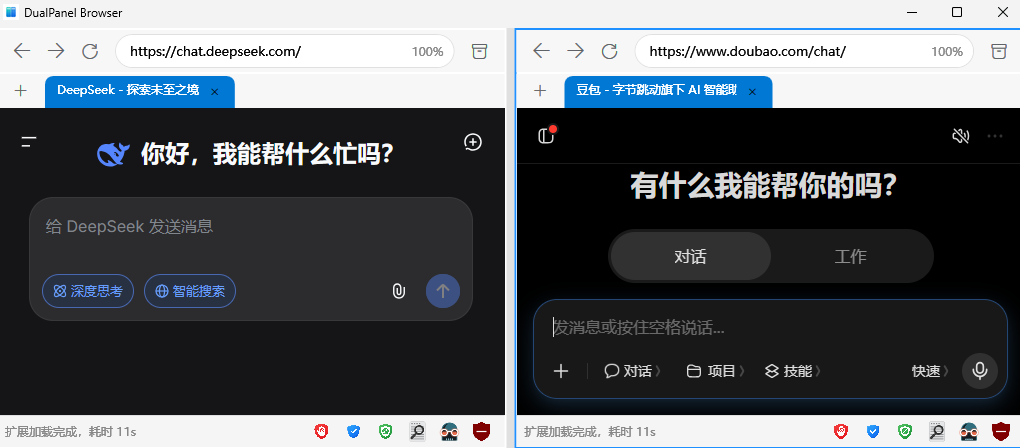 DualPanel Browser
https://chat.deepseek.com/ 100%
DeepSeek - 探索未至之境
你好，我能帮什么忙吗？
给 DeepSeek 发送消息
深度思考 智能搜索
扩展加载完成，耗时 11s
https://www.doubao.com/chat/ 100%
豆包 - 字节跳动旗下 AI 智能
有什么我能帮你的吗？
对话 工作
发消息或按住空格说话...
对话 项目 技能 快速
扩展加载完成，耗时 11s